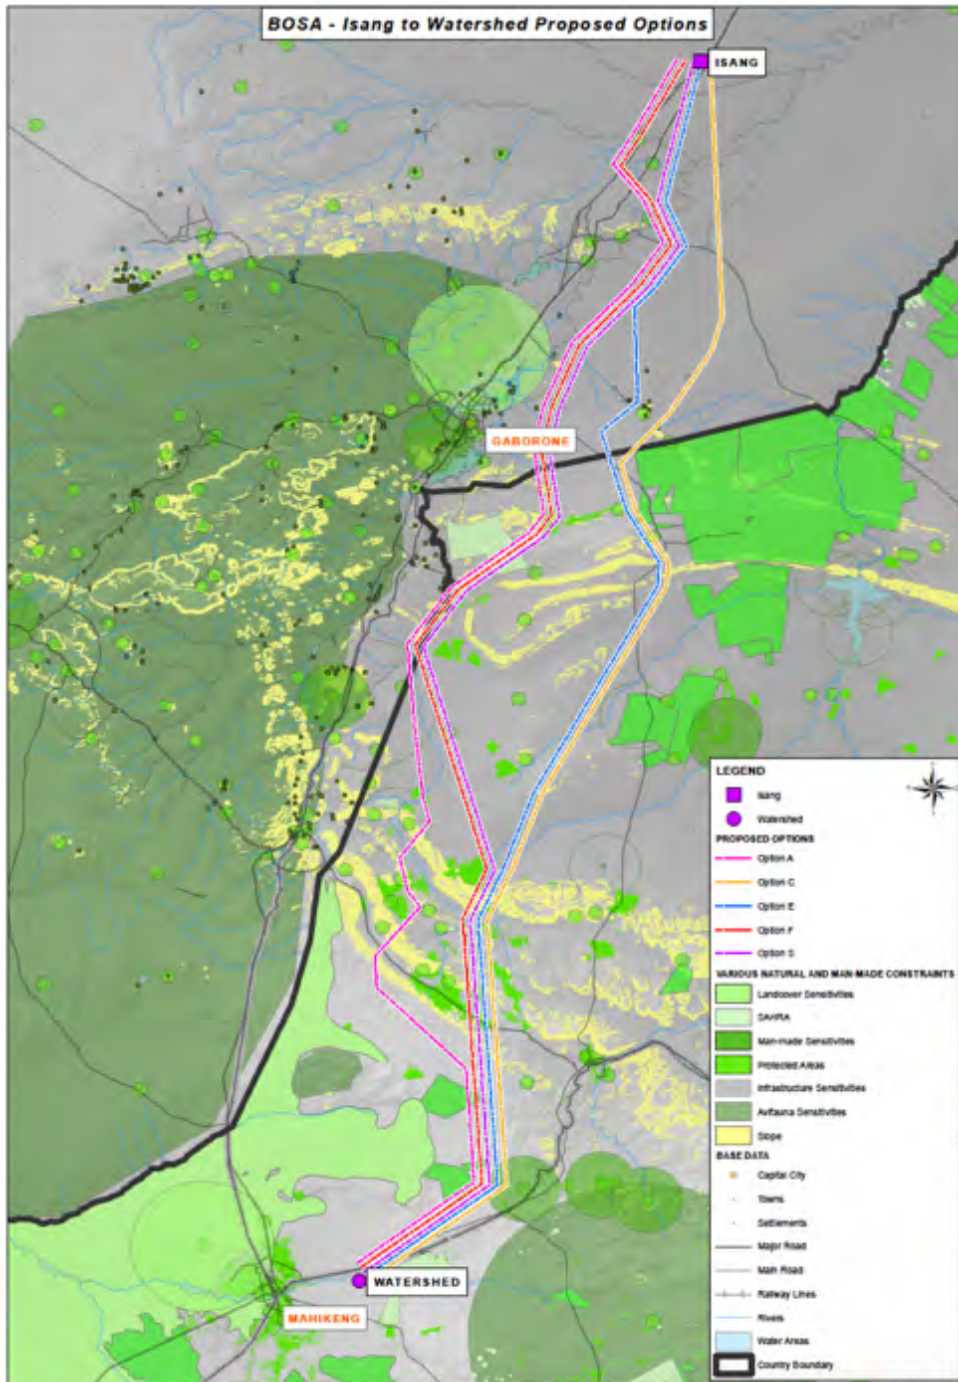 BOSA - Isang to Watershed Proposed Options
ISANG
GABORONE
WATERSHED
MAHIKENG
LEGEND
Isang
Watershed
PROPOSED OPTIONS
Option A
Option C
Option E
Option F
Option S
VARIOUS NATURAL AND MAN-MADE CONSTRAINTS
Landcover Sensitivities
SAHRA
Man-made Sensitivities
Protected Areas
Infrastructure Sensitivities
Avifauna Sensitivities
Slope
BASE DATA
Capital City
Towns
Settlements
Major Road
Main Road
Railway Lines
Rivers
Water Areas
Country Boundary